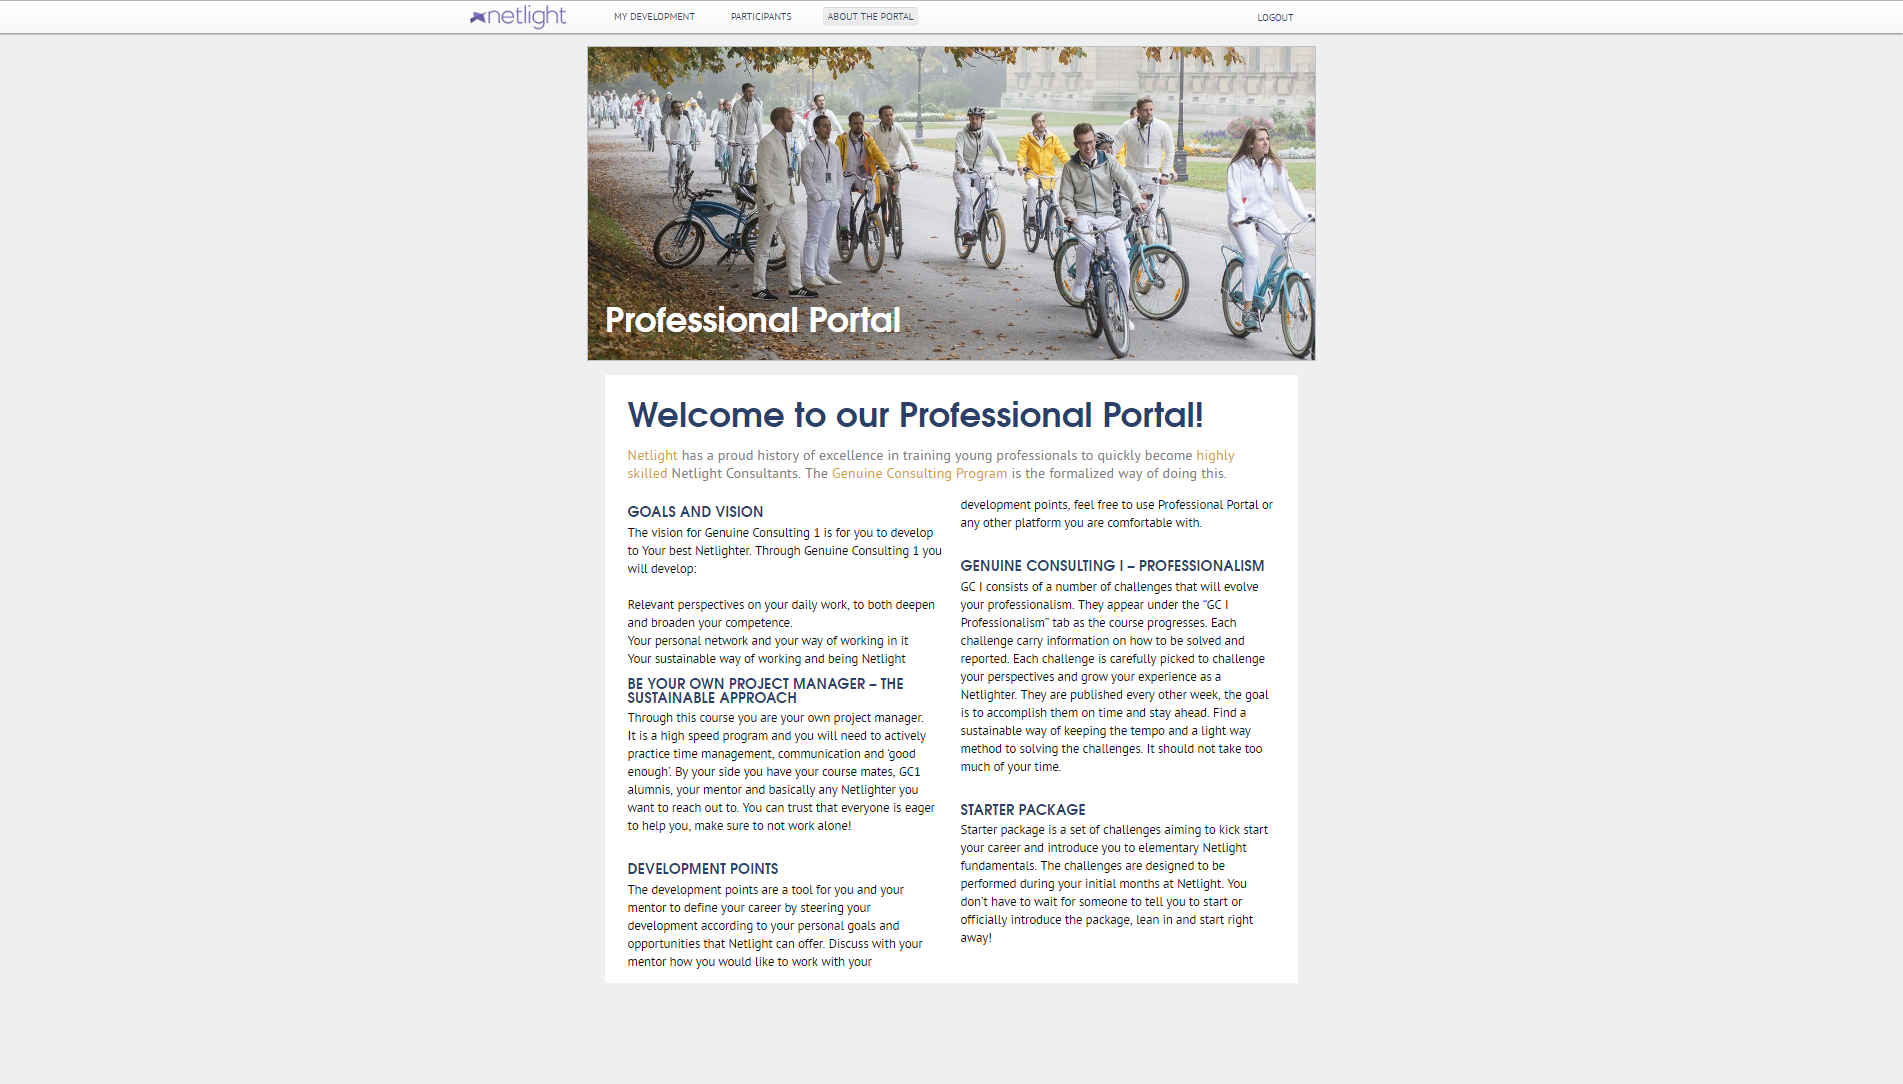 netlight
MY DEVELOPMENT
PARTICIPANTS
ABOUT THE PORTAL
LOGOUT
Professional Portal
Welcome to our Professional Portal!
Netlight has a proud history of excellence in training young professionals to quickly become highly
skilled Netlight Consultants. The Genuine Consulting Program is the formalized way of doing this.
GOALS AND VISION
The vision for Genuine Consulting 1 is for you to develop
to Your best Netlighter. Through Genuine Consulting 1 you
will develop:
Relevant perspectives on your daily work, to both deepen
and broaden your competence.
Your personal network and your way of working in it
Your sustainable way of working and being Netlight
BE YOUR OWN PROJECT MANAGER – THE
SUSTAINABLE APPROACH
Through this course you are your own project manager.
It is a high speed program and you will need to actively
practice time management, communication and ‘good
enough’. By your side you have your course mates, GC1
alumnis, your mentor and basically any Netlighter you
want to reach out to. You can trust that everyone is eager
to help you, make sure to not work alone!
DEVELOPMENT POINTS
The development points are a tool for you and your
mentor to define your career by steering your
development according to your personal goals and
opportunities that Netlight can offer. Discuss with your
mentor how you would like to work with your
development points, feel free to use Professional Portal or
any other platform you are comfortable with.
GENUINE CONSULTING I – PROFESSIONALISM
GC I consists of a number of challenges that will evolve
your professionalism. They appear under the “GC I
Professionalism” tab as the course progresses. Each
challenge carry information on how to be solved and
reported. Each challenge is carefully picked to challenge
your perspectives and grow your experience as a
Netlighter. They are published every other week, the goal
is to accomplish them on time and stay ahead. Find a
sustainable way of keeping the tempo and a light way
method to solving the challenges. It should not take too
much of your time.
STARTER PACKAGE
Starter package is a set of challenges aiming to kick start
your career and introduce you to elementary Netlight
fundamentals. The challenges are designed to be
performed during your initial months at Netlight. You
don’t have to wait for someone to tell you to start or
officially introduce the package, lean in and start right
away!